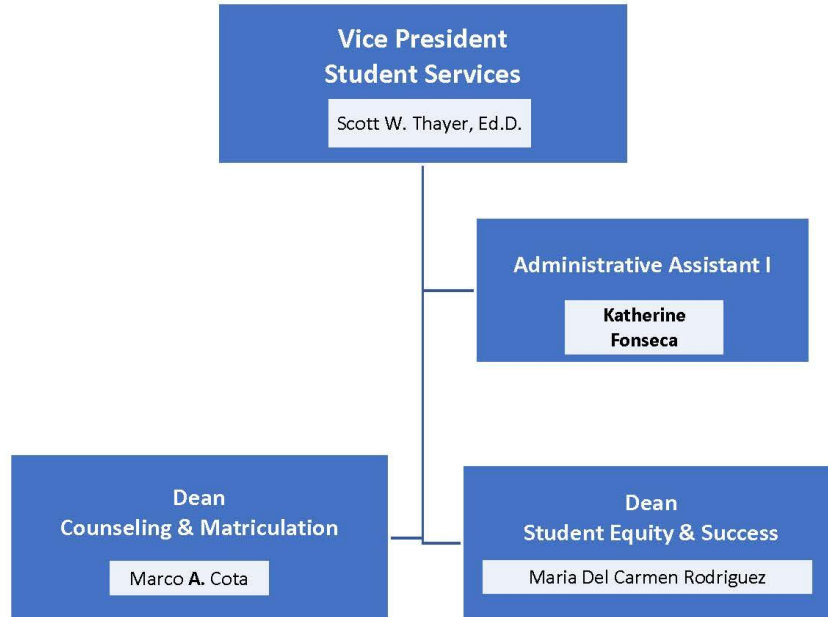 Vice President
Student Services
Scott W. Thayer, Ed.D.
Administrative Assistant I
Katherine
Fonseca
Dean
Counseling & Matriculation
Marco A. Cota
Dean
Student Equity & Success
Maria Del Carmen Rodriguez